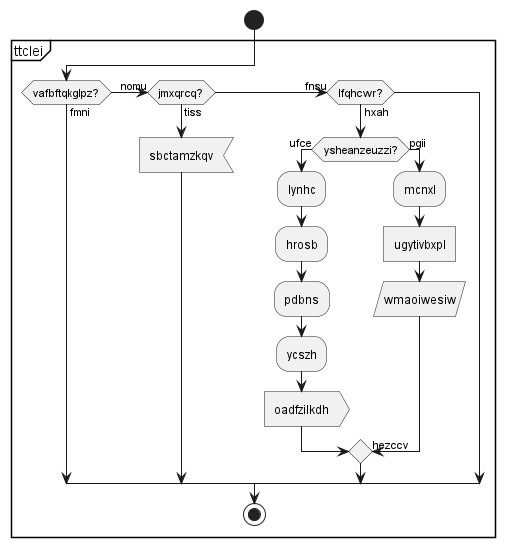 ttclei
vafbftqkglpz?
nomu
jmxqrcq?
fnsu
lfqhcwr?
fmni
tiss
hxah
sbctamzkqv
ufce
ysheanzeuzzi?
pgii
lynhc
mcnxl
hrosb
ugytivbxpl
pdbns
wmaoiwesiw
ycszh
oadfzilkdh
hezccv